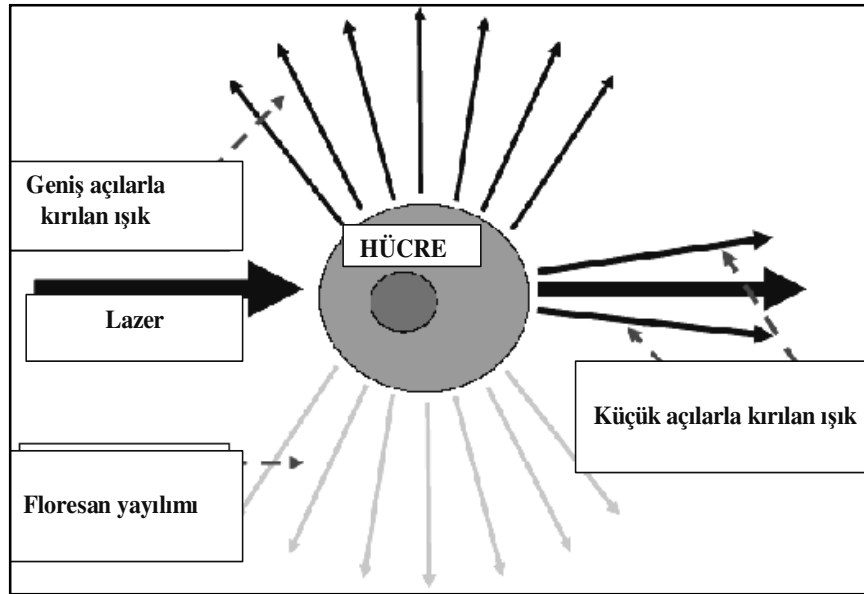 Geniş açılarla
kırılan ışık
HÜCRE
Lazer
Küçük açılarla kırılan ışık
Floresan yayılımı